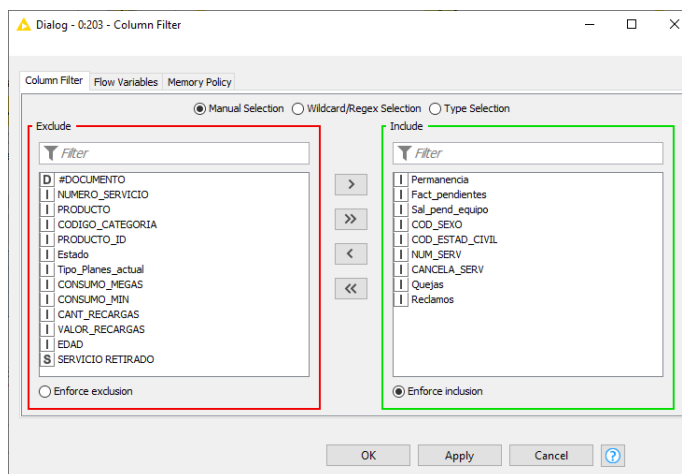 Dialog - 0:203 - Column Filter
Column Filter Flow Variables Memory Policy
Manual Selection Wildcard/Regex Selection Type Selection
Exclude
Filter
D #DOCUMENTO
I NUMERO_SERVICIO
I PRODUCTO
I CODIGO_CATEGORIA
I PRODUCTO_ID
I Estado
I Tipo_Planes_actual
I CONSUMO_MEGAS
I CONSUMO_MIN
I CANT_RECARGAS
I VALOR_RECARGAS
I EDAD
S SERVICIO RETIRADO
Enforce exclusion
>
>>
<
<<
Include
Filter
I Permanencia
I Fact_pendientes
I Sal_pend_equipo
I COD_SEXO
I COD_ESTAD_CIVIL
I NUM_SERV
I CANCELA_SERV
I Quejas
I Reclamos
Enforce inclusion
OK Apply Cancel ?